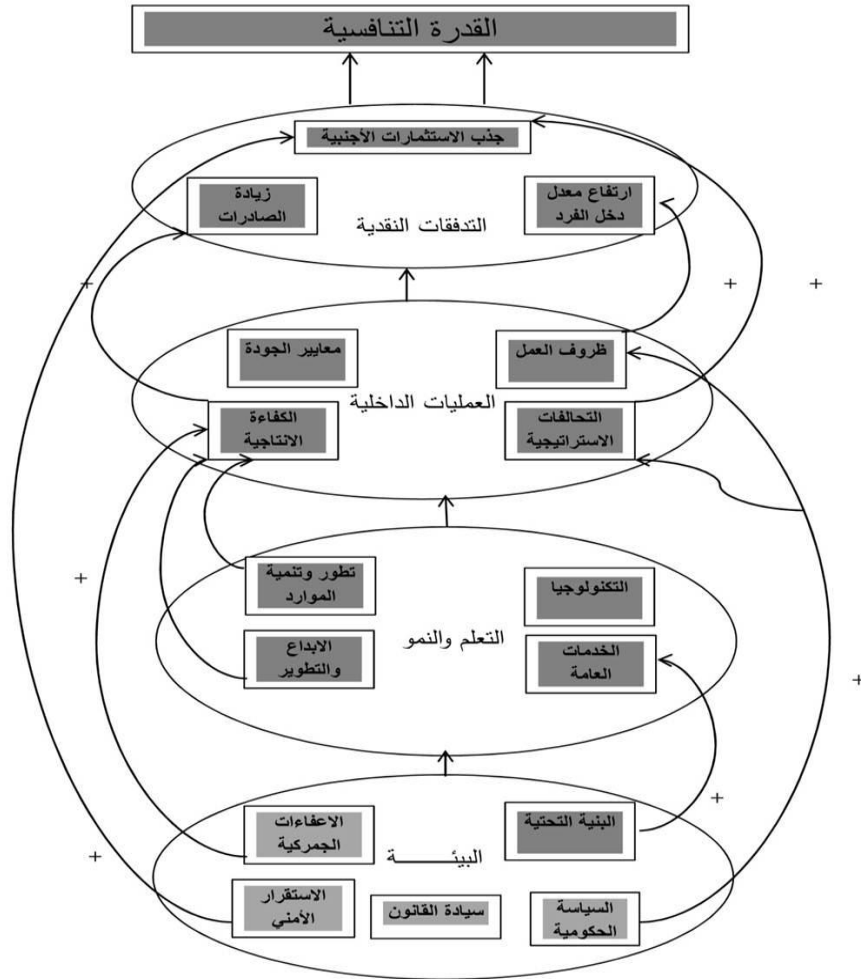 القدرة التنافسية
جذب الاستثمارات الأجنبية
ارتفاع معدل
دخل الفرد
زيادة
الصادرات
التدفقات النقدية
+
+
+
ظروف العمل
معايير الجودة
العمليات الداخلية
التحالفات
الاستراتيجية
الكفاءة
الانتاجية
+
التكنولوجيا
تطور وتنمية
الموارد
التعلم والنمو
الخدمات
العامة
الابداع
والتطوير
+
+
البنية التحتية
الاعفاءات
الجمركية
البيئـــــــة
+
السياسة
الحكومية
سيادة القانون
الاستقرار
الأمني